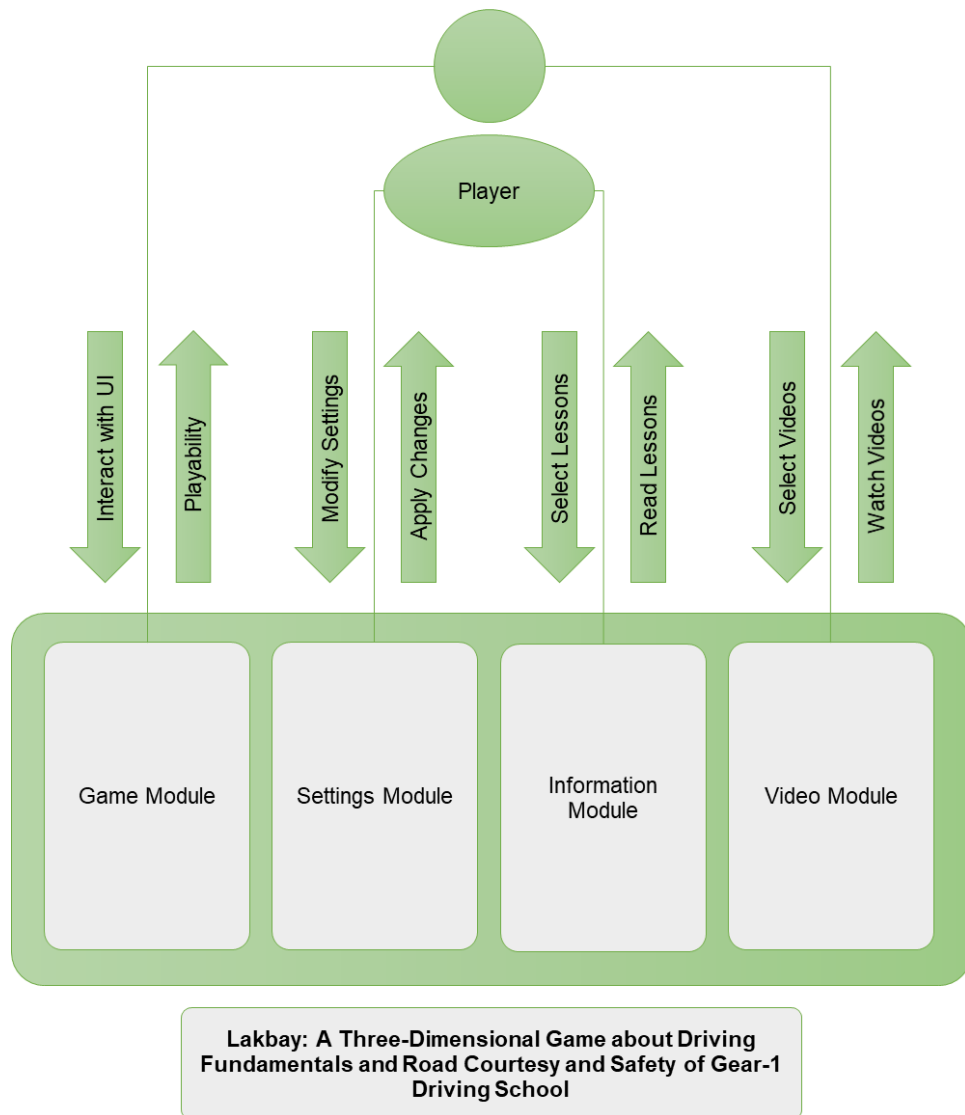 Player
Interact with UI
Playability
Modify Settings
Apply Changes
Select Lessons
Read Lessons
Select Videos
Watch Videos
Game Module
Settings Module
Information
Module
Video Module
Lakbay: A Three-Dimensional Game about Driving
Fundamentals and Road Courtesy and Safety of Gear-1
Driving School